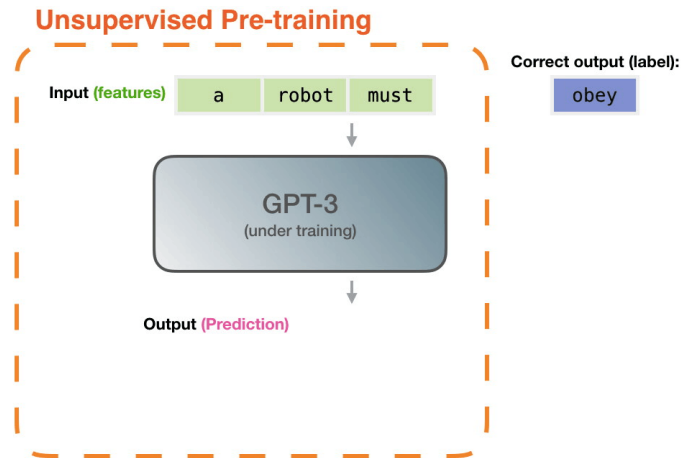 Unsupervised Pre-training
Correct output (label):
Input (features) a robot must
obey
GPT-3
(under training)
Output (Prediction)